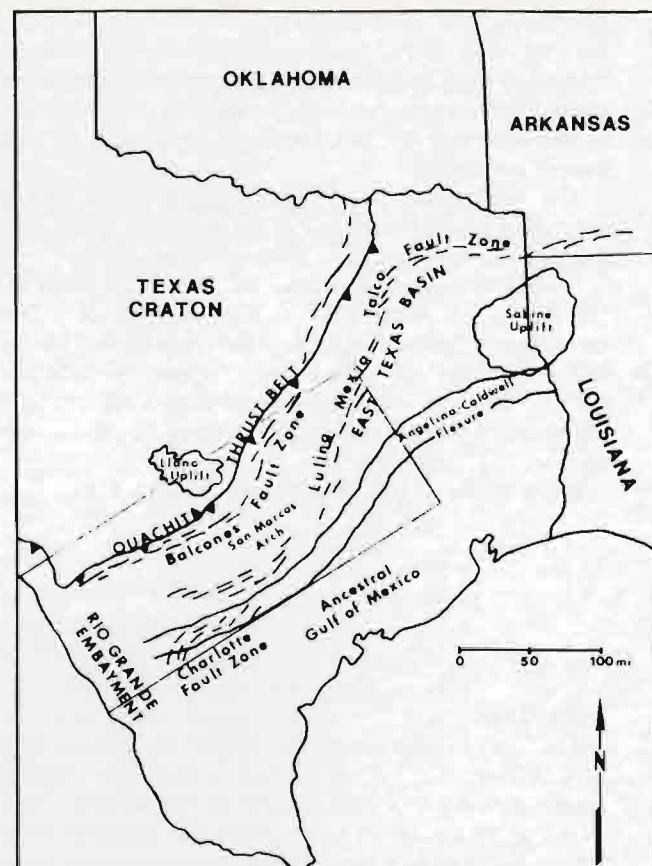 OKLAHOMA
ARKANSAS
TEXAS
CRATON
Talco Fault Zone
EAST TEXAS BASIN
Sabine
Uplift
LOUISIANA
Luling Mexia
Angelina-Caldwell
Flexure
OUACHITA THRUST BELT
Llano
Uplift
Balcones Fault Zone
San Marcos
Arch
Ancestral
Gulf of Mexico
RIO GRANDE
EMBAYMENT
Charlotte
Fault Zone
0 50 100 mi
N